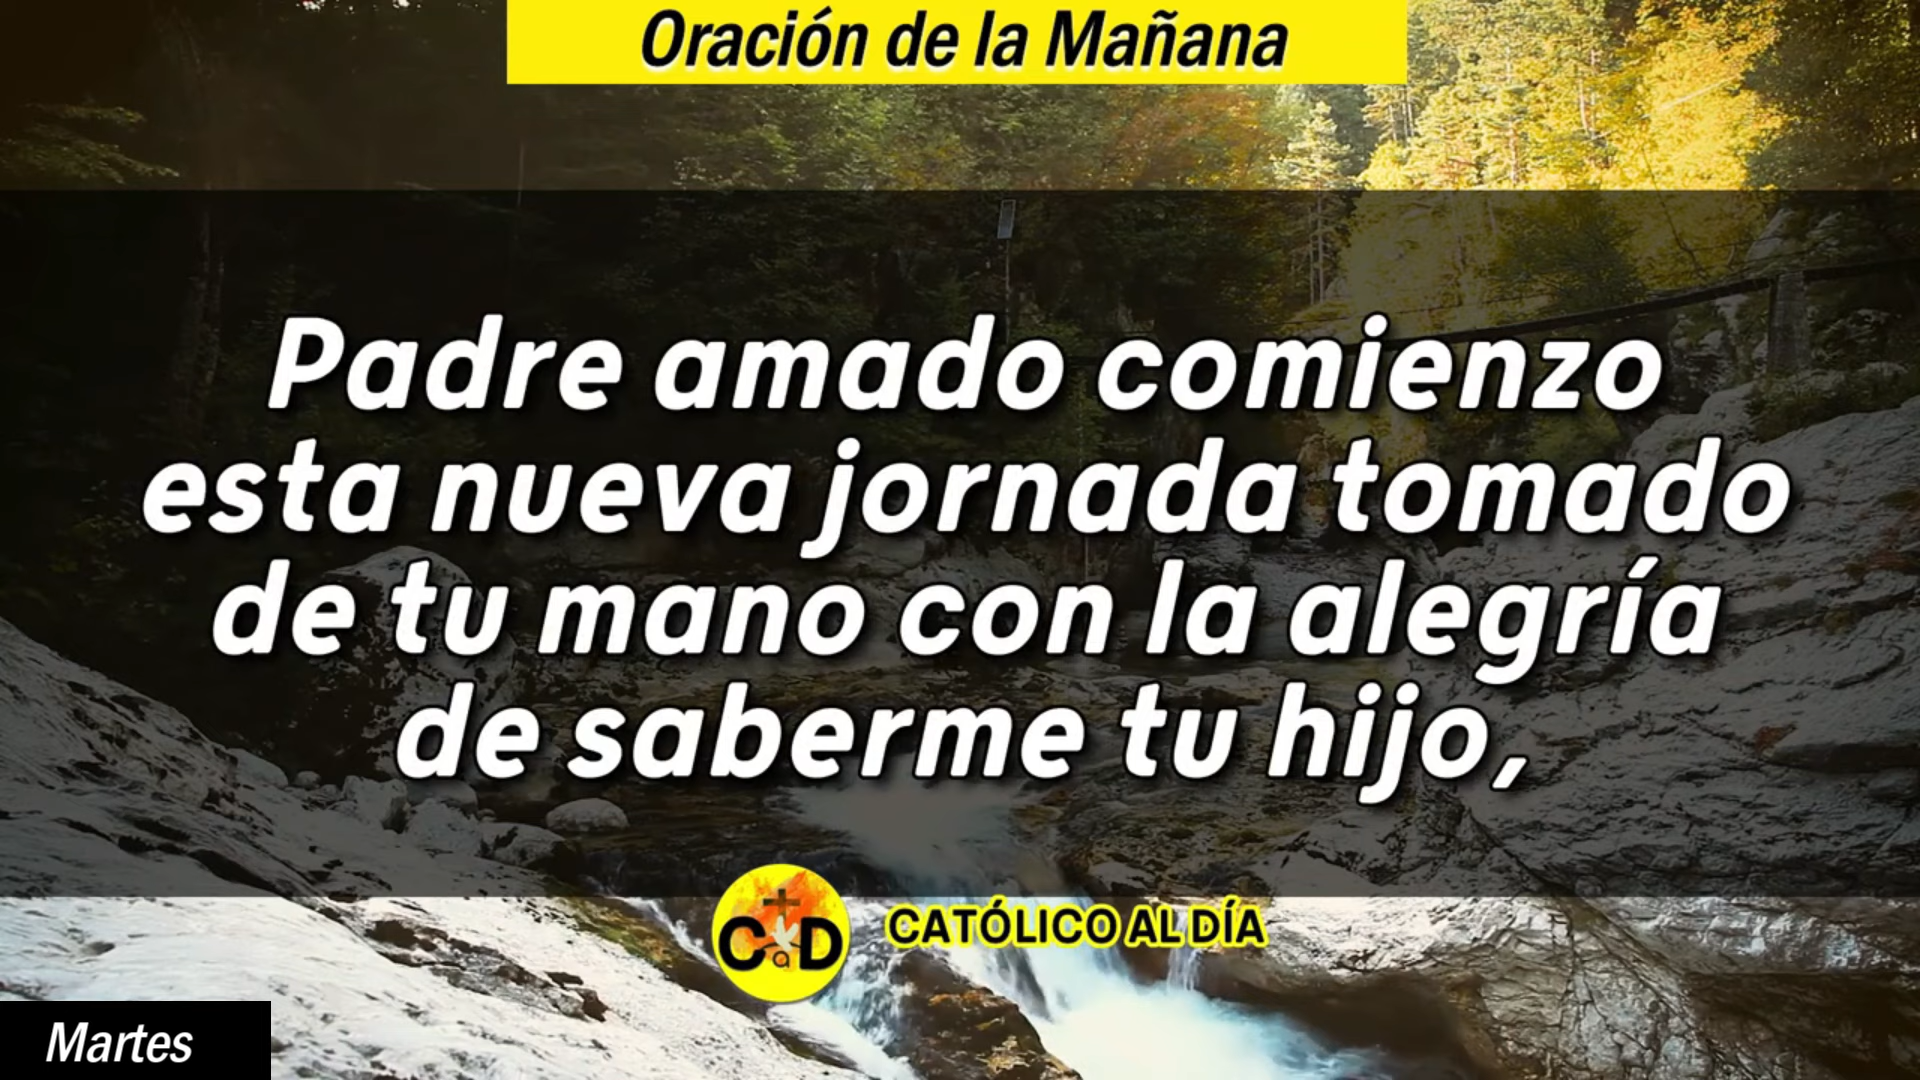 Oración de la Mañana
Padre amado comienzo
esta nueva jornada tomado
de tu mano con la alegría
de saberme tu hijo,
CaD
CATÓLICO AL DÍA
Martes